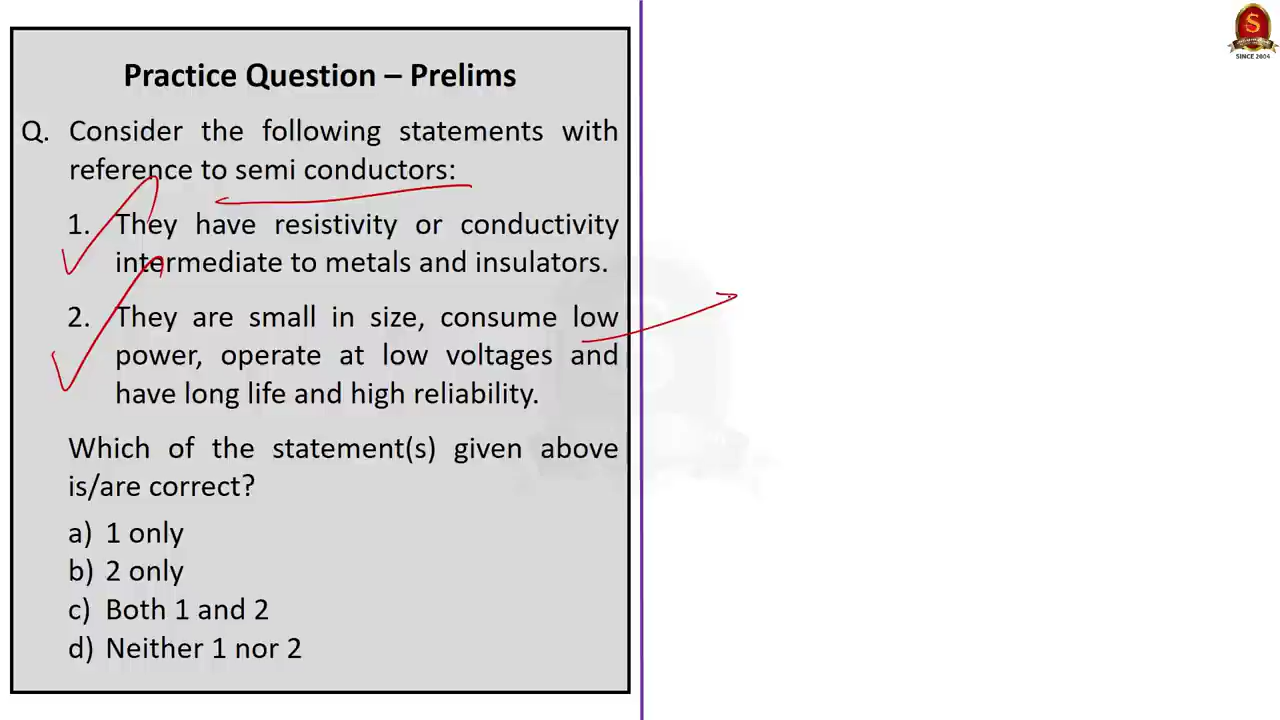 Practice Question – Prelims
Q. Consider the following statements with
reference to semi conductors:
1. They have resistivity or conductivity
intermediate to metals and insulators.
2. They are small in size, consume low
power, operate at low voltages and
have long life and high reliability.
Which of the statement(s) given above
is/are correct?
a) 1 only
b) 2 only
c) Both 1 and 2
d) Neither 1 nor 2
S
SINCE 2004